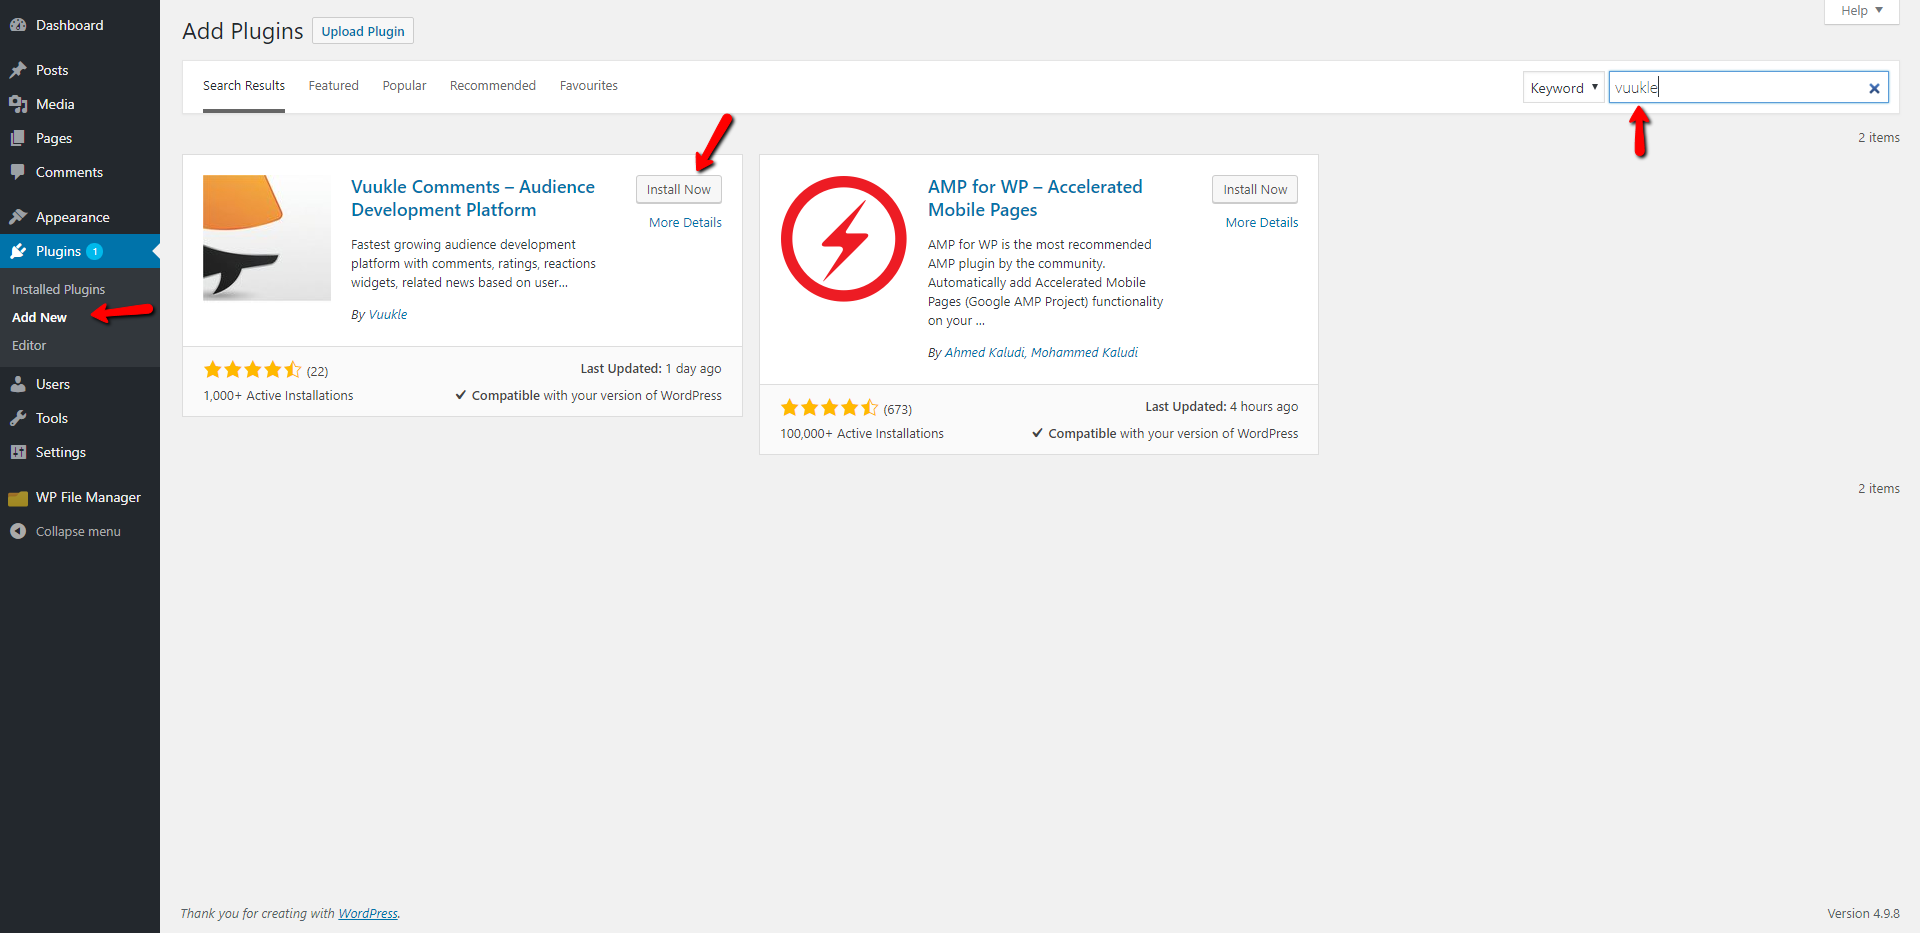 Dashboard
Posts
Media
Pages
Comments
Appearance
Plugins 1
Installed Plugins
Add New
Editor
Users
Tools
Settings
WP File Manager
Collapse menu
Help ▼
Add Plugins Upload Plugin
Search Results Featured Popular Recommended Favourites
Keyword ▼ vuukle
2 items
Vuukle Comments – Audience
Development Platform
Install Now
More Details
Fastest growing audience development
platform with comments, ratings, reactions
widgets, related news based on user...
By Vuukle
(22)
Last Updated: 1 day ago
1,000+ Active Installations
Compatible with your version of WordPress
AMP for WP – Accelerated
Mobile Pages
Install Now
More Details
AMP for WP is the most recommended
AMP plugin by the community.
Automatically add Accelerated Mobile
Pages (Google AMP Project) functionality
on your ...
By Ahmed Kaludi, Mohammed Kaludi
(673)
Last Updated: 4 hours ago
100,000+ Active Installations
Compatible with your version of WordPress
2 items
Thank you for creating with WordPress.
Version 4.9.8